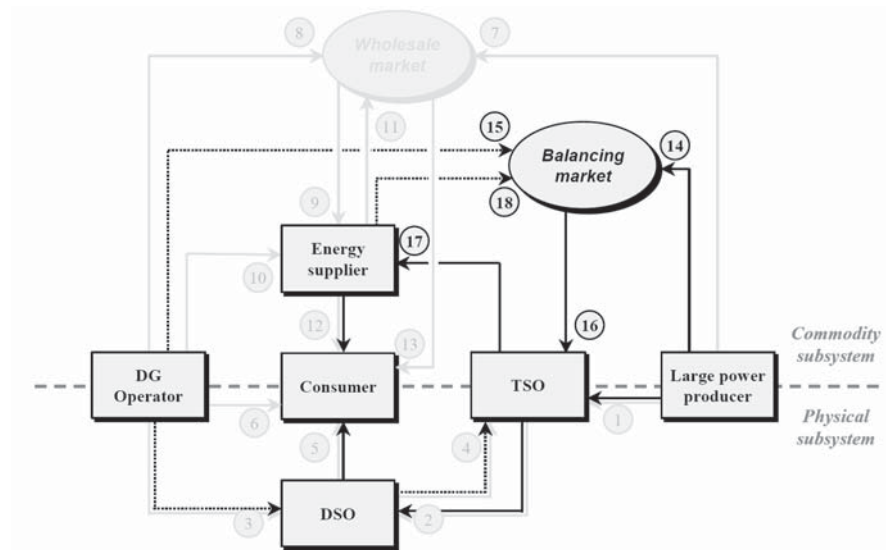 8
7
Wholesale
market
11
15
14
Balancing
market
9
18
Energy
supplier
17
10
12
16
13
Commodity
subsystem
DG
Operator
Consumer
TSO
Large power
producer
6
5
4
1
Physical
subsystem
3
DSO
2